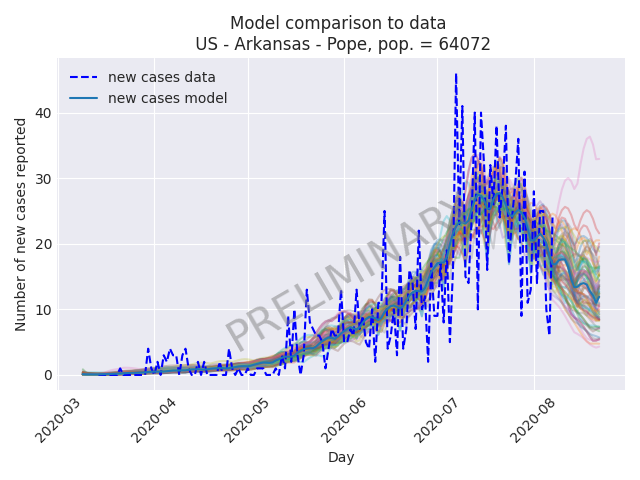 Model comparison to data
US - Arkansas - Pope, pop. = 64072
new cases data
new cases model
PRELIMINARY
Number of new cases reported
40
30
20
10
0
2020-03
2020-04
2020-05
2020-06
2020-07
2020-08
Day